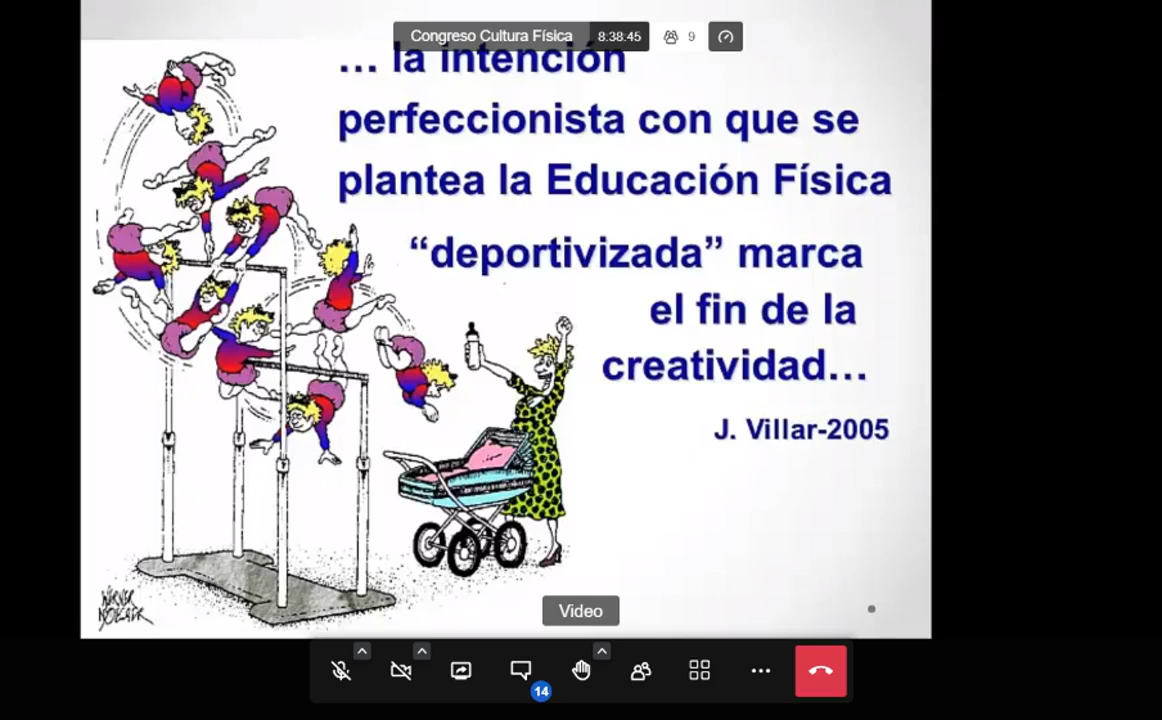 Congreso Cultura Física 8:38:45 9
... la intención
perfeccionista con que se
plantea la Educación Física
“deportivizada” marca
el fin de la
creatividad...
J. Villar-2005
Video
14